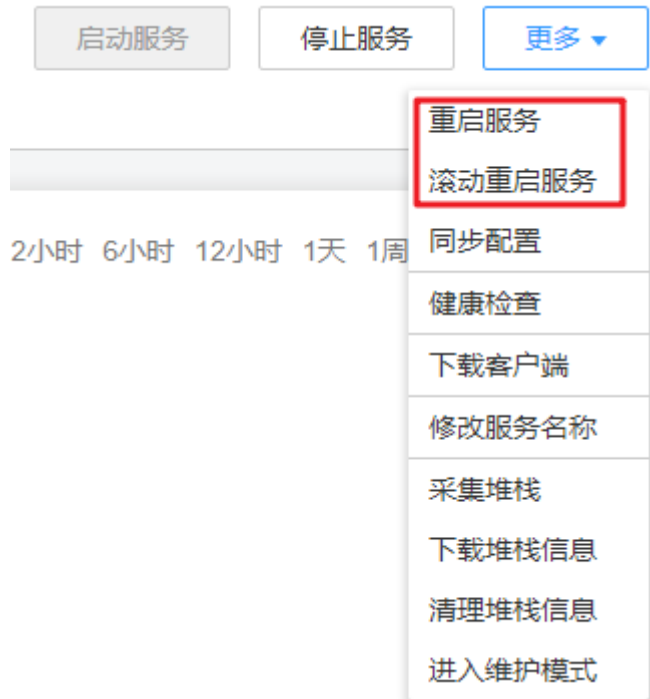 启动服务 停止服务 更多
重启服务
滚动重启服务
2小时 6小时 12小时 1天 1周 同步配置
健康检查
下载客户端
修改服务名称
采集堆栈
下载堆栈信息
清理堆栈信息
进入维护模式